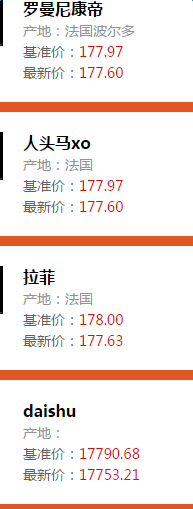 罗曼尼康帝
产地：法国波尔多
基准价：177.97
最新价：177.60
人头马xo
产地：法国
基准价：177.97
最新价：177.60
拉菲
产地：法国
基准价：178.00
最新价：177.63
daishu
产地：
基准价：17790.68
最新价：17753.21